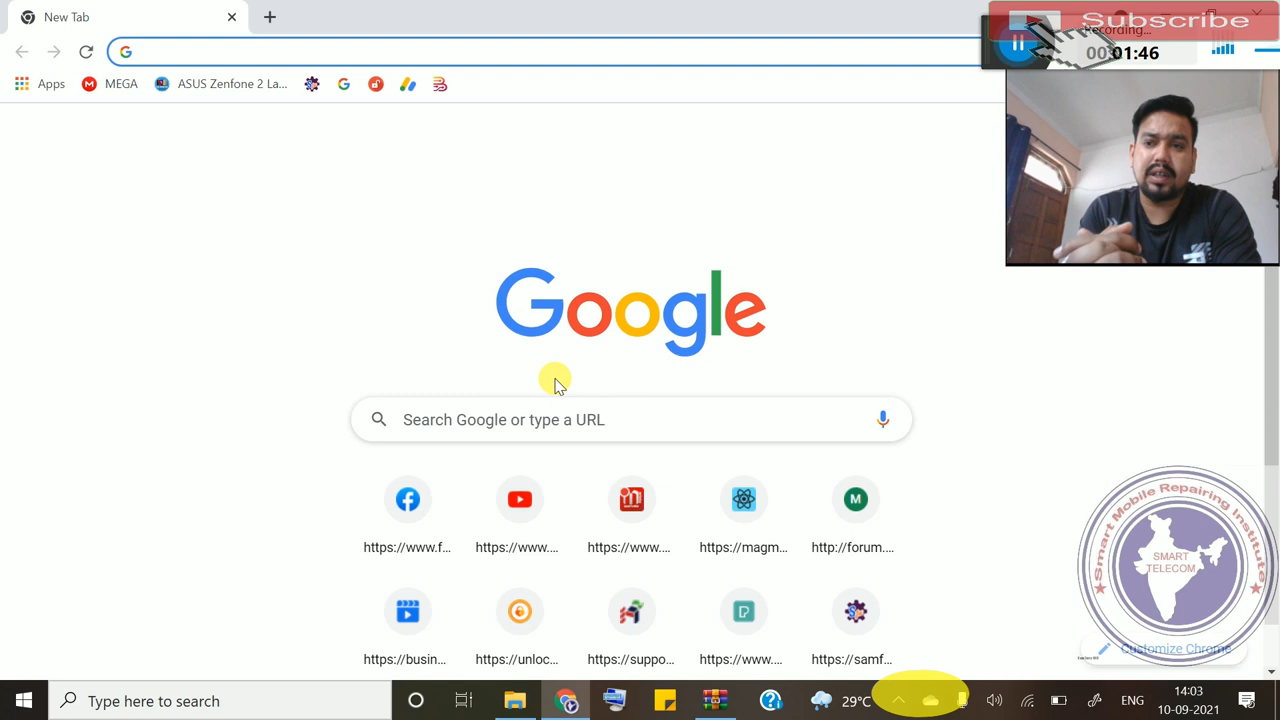 New Tab
Subscribe
Recording...
00:01:46
Apps
MEGA
ASUS Zenfone 2 La...
Google
Search Google or type a URL
https://www.f...
https://www....
https://www....
https://magm...
http://forum....
M
https://busin...
https://unloc...
https://suppo...
https://www....
https://samf...
Smart Mobile Repairing Institute
SMART
TELECOM
Customize Chrome
Type here to search
29°C
ENG
14:03
10-09-2021